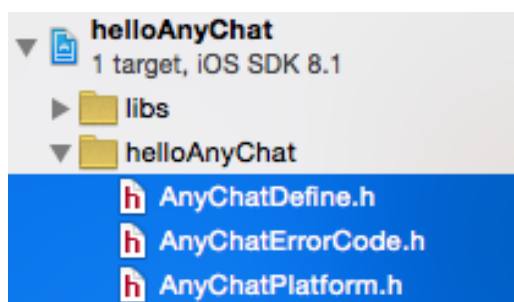 helloAnyChat
1 target, iOS SDK 8.1
libs
helloAnyChat
h AnyChatDefine.h
h AnyChatErrorCode.h
h AnyChatPlatform.h